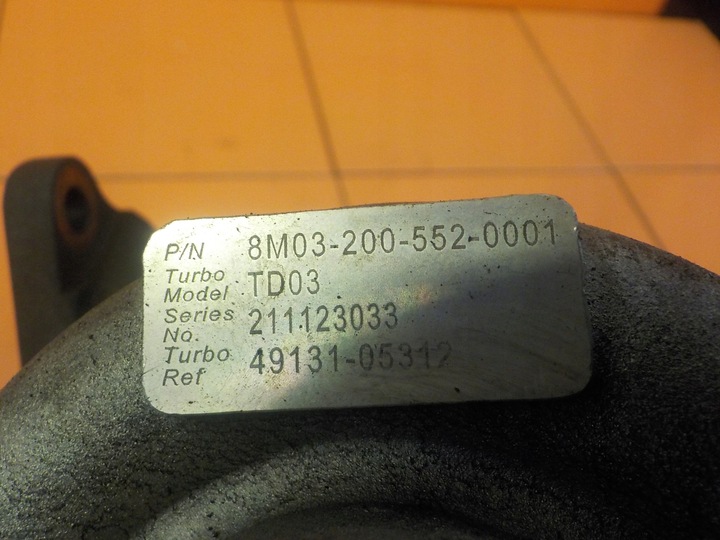 P/N 8M03-200-552-0001
Turbo Model TD03
Series No. 211123033
Turbo Ref 49131-05312